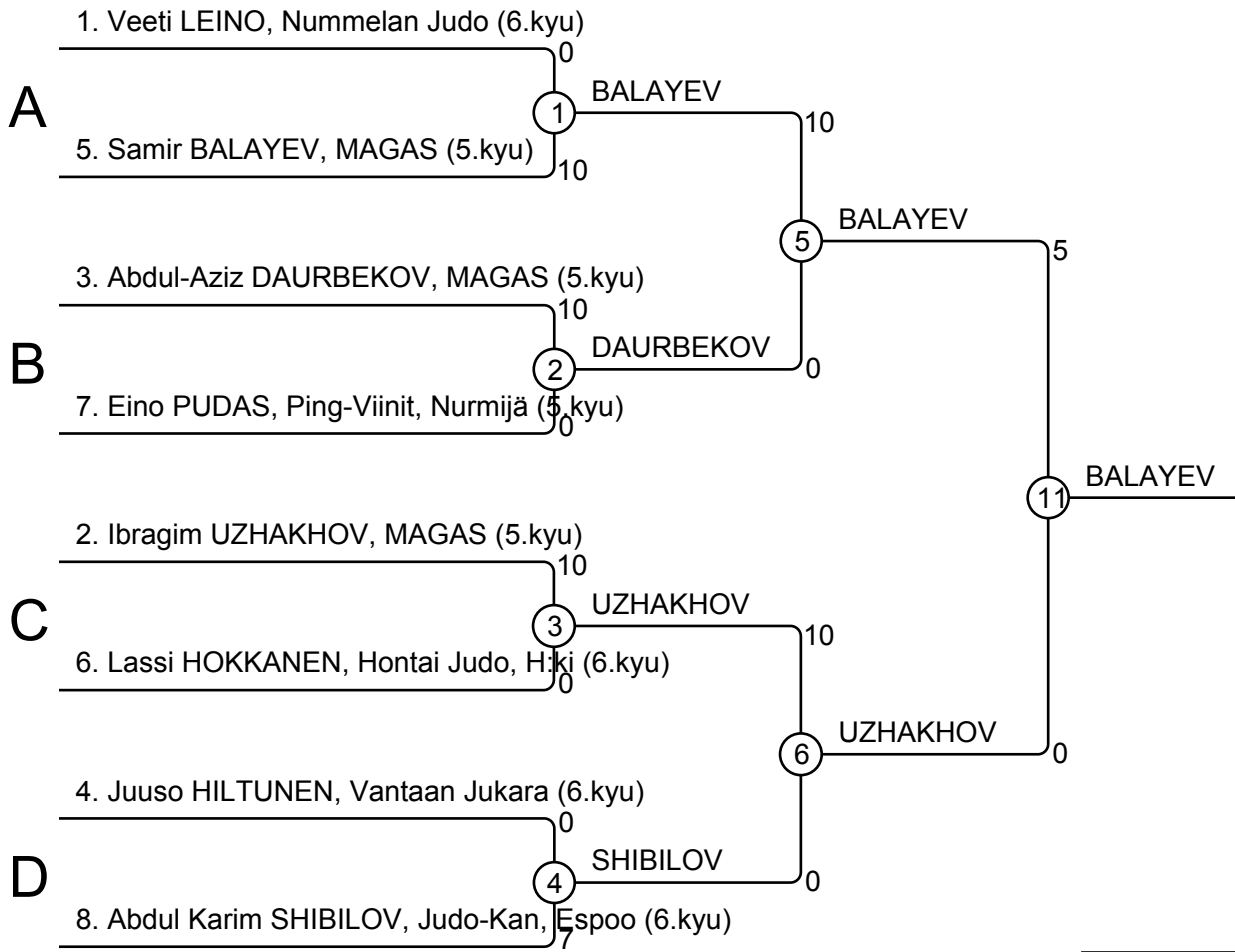 1. Veeti LEINO, Nummelan Judo (6.kyu)
0
A
1
BALAYEV
10
5. Samir BALAYEV, MAGAS (5.kyu)
10
5
BALAYEV
5
3. Abdul-Aziz DAURBEKOV, MAGAS (5.kyu)
10
B
2
DAURBEKOV
0
7. Eino PUDAS, Ping-Viinit, Nurmijä (5.kyu)
0
11
BALAYEV
2. Ibragim UZHAKHOV, MAGAS (5.kyu)
10
C
3
UZHAKHOV
10
6. Lassi HOKKANEN, Hontai Judo, H:ki (6.kyu)
0
6
UZHAKHOV
0
4. Juuso HILTUNEN, Vantaan Jukara (6.kyu)
0
D
4
SHIBILOV
0
8. Abdul Karim SHIBILOV, Judo-Kan, Espoo (6.kyu)
7